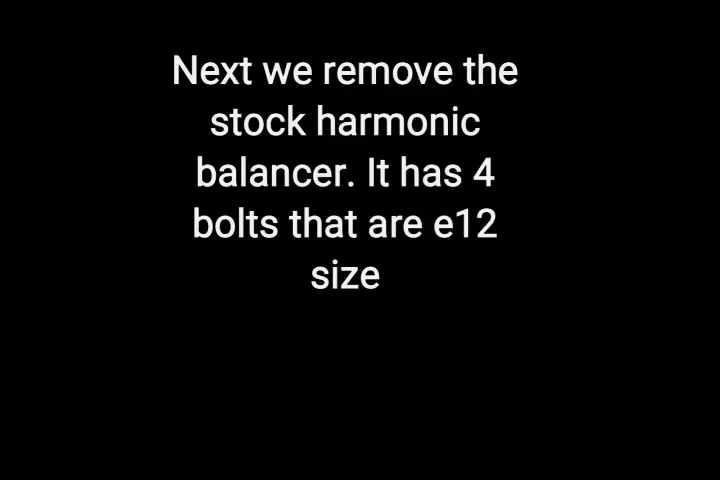 Next we remove the
stock harmonic
balancer. It has 4
bolts that are e12
size